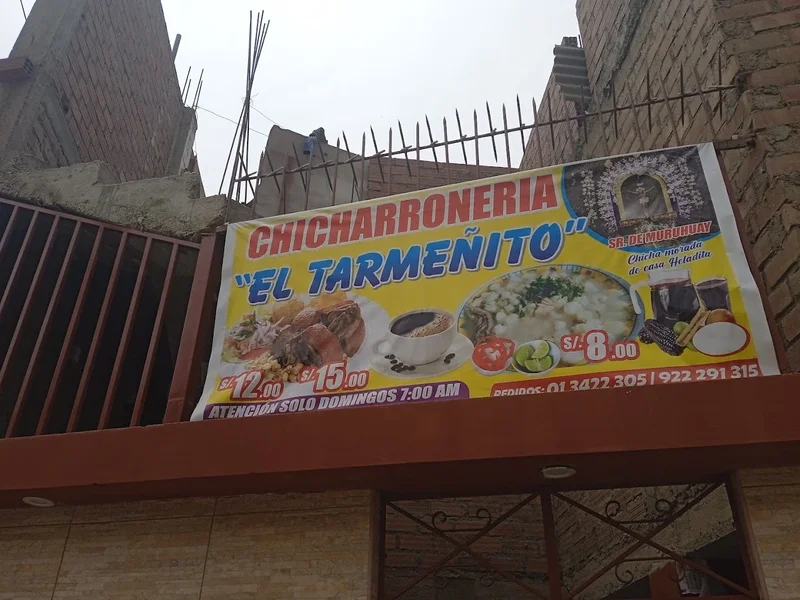 CHICHARRONERIA
"EL TARMEÑITO"
SR. DE MURUHUAY
Chicha morada
de casa Heladita
S/. 12.00
S/. 15.00
S/. 8.00
ATENCIÓN SOLO DOMINGOS 7:00 AM
PEDIDOS: 01 3422 305 / 922 291 315